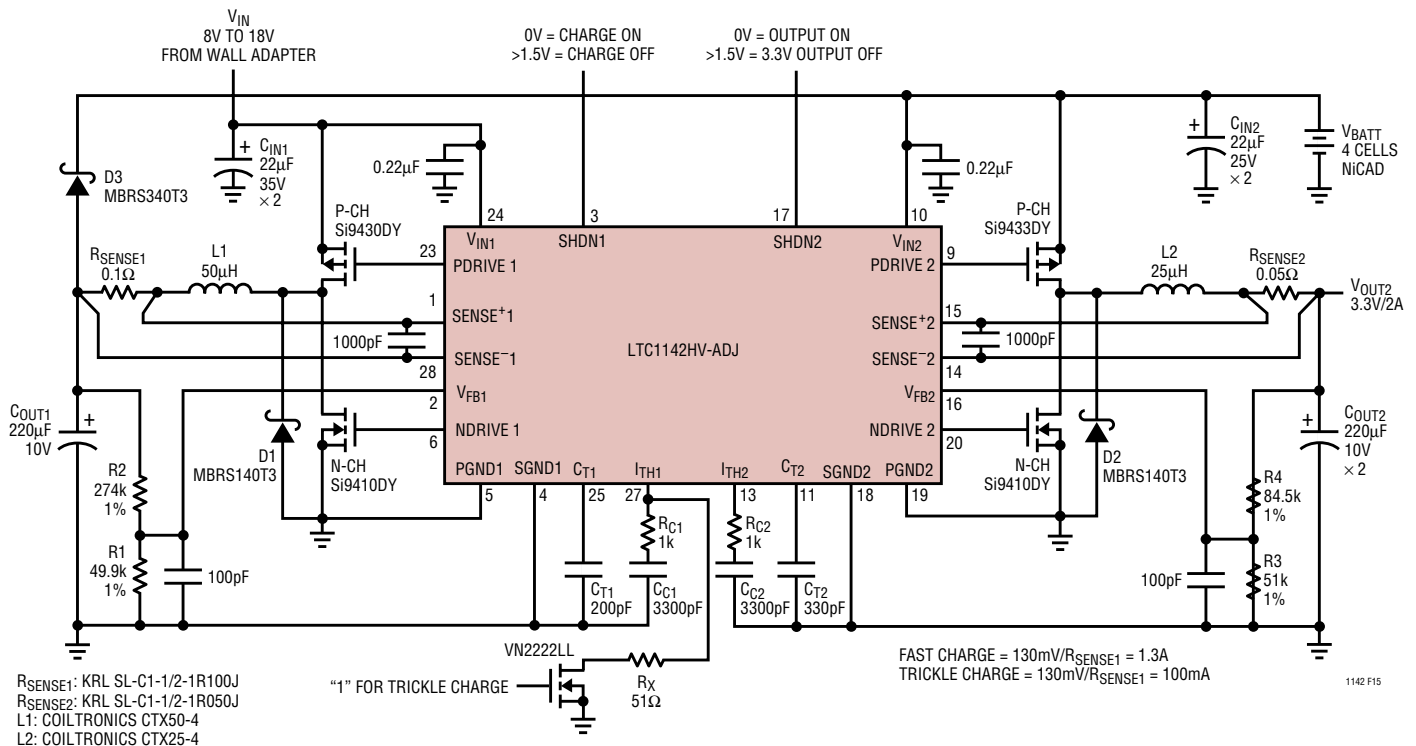 VIN
8V TO 18V
FROM WALL ADAPTER
0V = CHARGE ON
>1.5V = CHARGE OFF
0V = OUTPUT ON
>1.5V = 3.3V OUTPUT OFF
D3
MBRS340T3
+
CIN1
22µF
35V
× 2
0.22µF
0.22µF
+
CIN2
22µF
25V
× 2
VBATT
4 CELLS
NiCAD
P-CH
Si9430DY
P-CH
Si9433DY
24
3
17
10
VIN1
SHDN1
SHDN2
VIN2
23
PDRIVE 1
PDRIVE 2
9
RSENSE1
0.1Ω
L1
50µH
L2
25µH
RSENSE2
0.05Ω
VOUT2
3.3V/2A
1
SENSE+1
SENSE+2
15
1000pF
1000pF
LTC1142HV-ADJ
SENSE–1
SENSE–2
28
14
VFB1
VFB2
2
16
NDRIVE 1
NDRIVE 2
6
20
COUT1
220µF
10V
+
+
COUT2
220µF
10V
× 2
D1
MBRS140T3
N-CH
Si9410DY
N-CH
Si9410DY
D2
MBRS140T3
PGND1
SGND1
CT1
ITH1
ITH2
CT2
SGND2
PGND2
5
4
25
27
13
11
18
19
R2
274k
1%
R4
84.5k
1%
RC1
1k
RC2
1k
R1
49.9k
1%
100pF
100pF
R3
51k
1%
CT1
200pF
CC1
3300pF
CC2
3300pF
CT2
330pF
VN2222LL
"1" FOR TRICKLE CHARGE
RX
51Ω
FAST CHARGE = 130mV/RSENSE1 = 1.3A
TRICKLE CHARGE = 130mV/RSENSE1 = 100mA
1142 F15
RSENSE1: KRL SL-C1-1/2-1R100J
RSENSE2: KRL SL-C1-1/2-1R050J
L1: COILTRONICS CTX50-4
L2: COILTRONICS CTX25-4